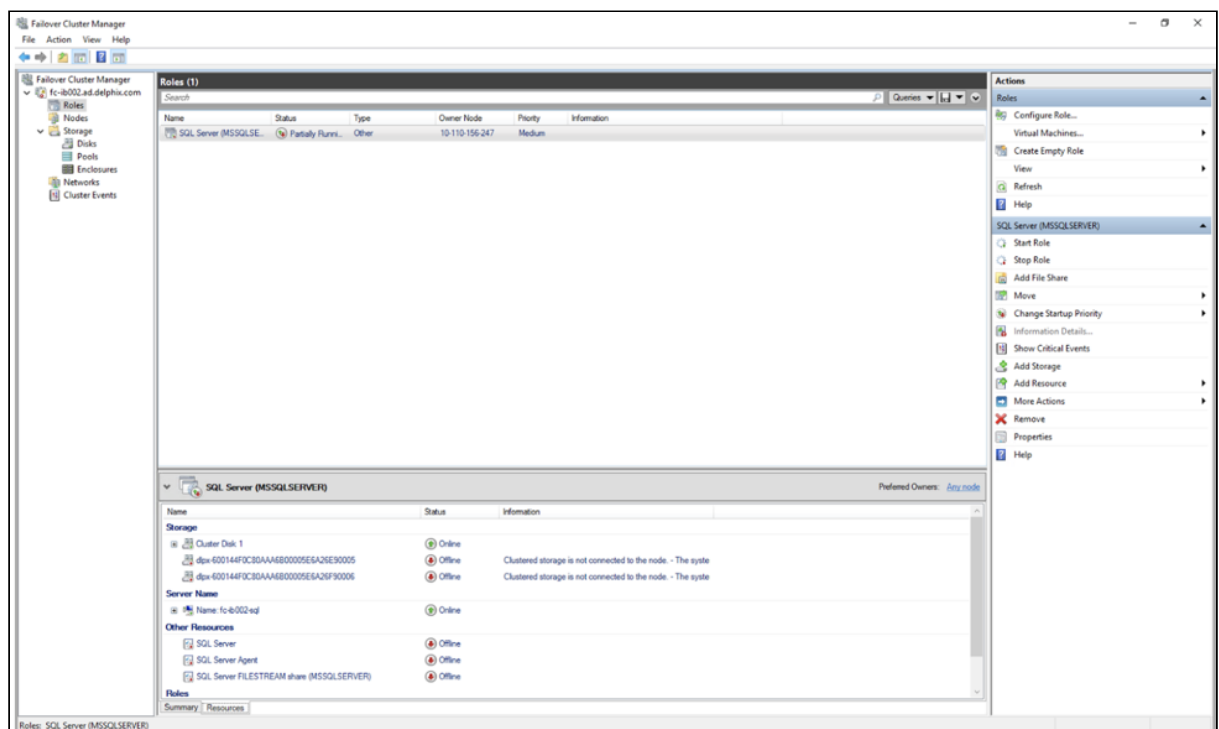 Failover Cluster Manager
File Action View Help
Failover Cluster Manager
fc-ib002.ad.delphix.com
Roles
Nodes
Storage
Disks
Pools
Enclosures
Networks
Cluster Events
Roles (1)
Search
Queries
Name Status Type Owner Node Priority Information
SQL Server (MSSQLSE... Partially Runni... Other 10-110-156-247 Medium
SQL Server (MSSQLSERVER)
Preferred Owners: Any node
Name Status Information
Storage
Cluster Disk 1 Online
dlpx-600144F0C80AAA6B00005E6A26E90005 Offline Clustered storage is not connected to the node. - The syste
dlpx-600144F0C80AAA6B00005E6A26F90006 Offline Clustered storage is not connected to the node. - The syste
Server Name
Name: fc-ib002-sql Online
Other Resources
SQL Server Offline
SQL Server Agent Offline
SQL Server FILESTREAM share (MSSQLSERVER) Offline
Roles
Summary Resources
Actions
Roles
Configure Role...
Virtual Machines...
Create Empty Role
View
Refresh
Help
SQL Server (MSSQLSERVER)
Start Role
Stop Role
Add File Share
Move
Change Startup Priority
Information Details...
Show Critical Events
Add Storage
Add Resource
More Actions
Remove
Properties
Help
Roles: SQL Server (MSSQLSERVER)